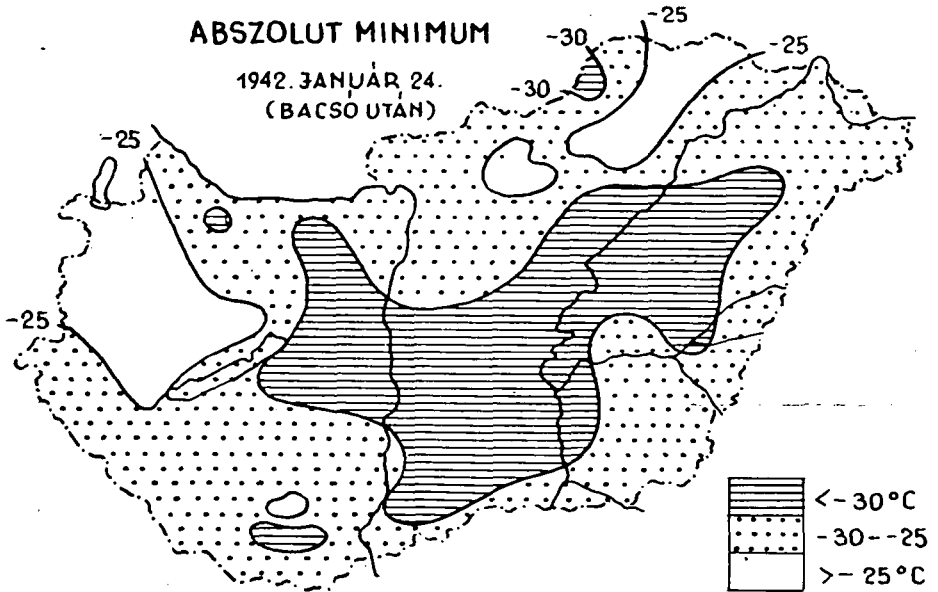 ABSZOLUT MINIMUM
1942. JANUÁR 24.
(BACSÓ UTÁN)
-30
-25
-25
-30
-25
-25
<-30°C
-30--25
>-25°C